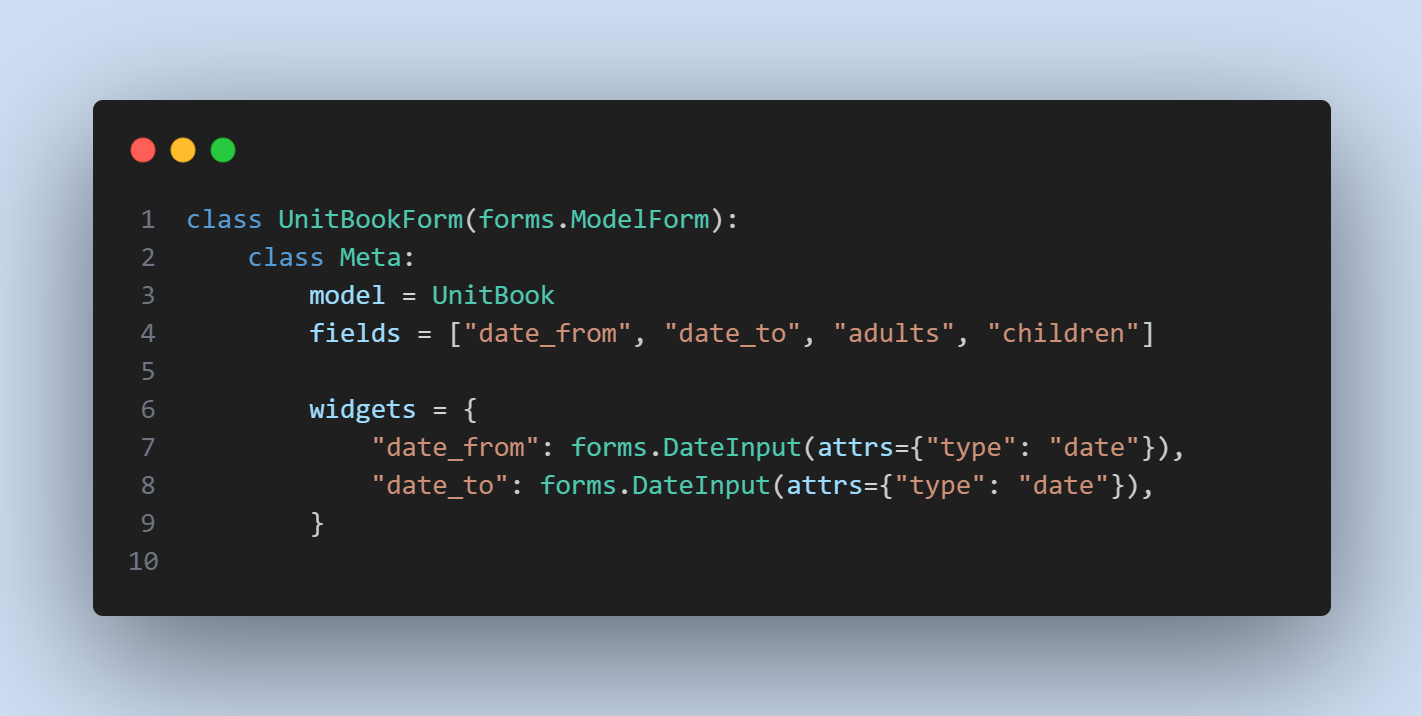 1 class UnitBookForm(forms.ModelForm):
2     class Meta:
3         model = UnitBook
4         fields = ["date_from", "date_to", "adults", "children"]
5
6         widgets = {
7             "date_from": forms.DateInput(attrs={"type": "date"}),
8             "date_to": forms.DateInput(attrs={"type": "date"}),
9         }
10